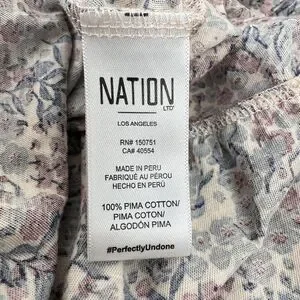 NATION
LTD
LOS ANGELES
RN# 150751
CA# 40554
MADE IN PERU
FABRIQUÉ AU PÉROU
HECHO EN PERÚ
100% PIMA COTTON/
PIMA COTON/
ALGODÓN PIMA
#PerfectlyUndone